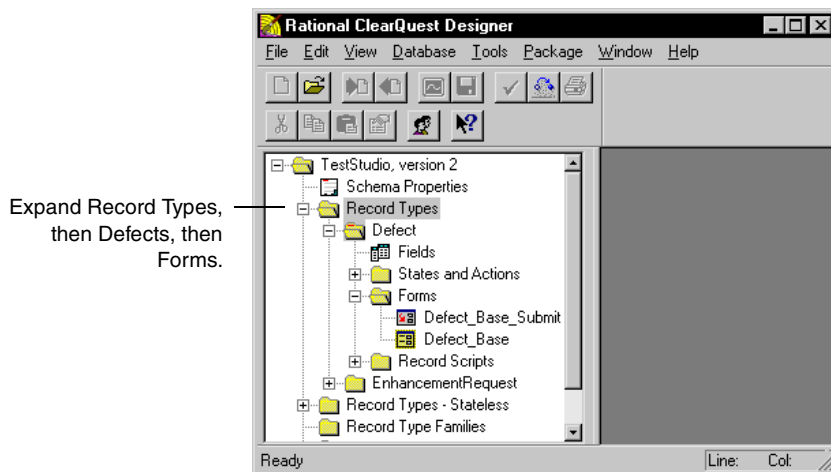 Rational ClearQuest Designer
File Edit View Database Tools Package Window Help
TestStudio, version 2
Schema Properties
Expand Record Types,
then Defects, then
Forms.
Record Types
Defect
Fields
States and Actions
Forms
Defect_Base_Submit
Defect_Base
Record Scripts
EnhancementRequest
Record Types - Stateless
Record Type Families
Ready
Line: Col: